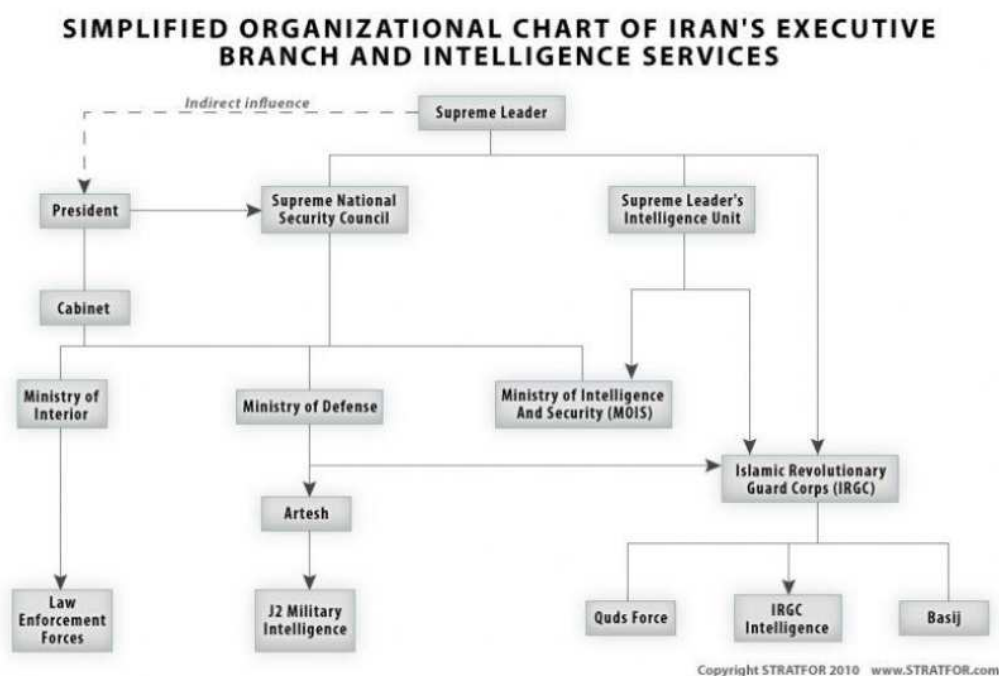 SIMPLIFIED ORGANIZATIONAL CHART OF IRAN'S EXECUTIVE
BRANCH AND INTELLIGENCE SERVICES
Indirect influence
Supreme Leader
President
Supreme National
Security Council
Supreme Leader's
Intelligence Unit
Cabinet
Ministry of
Interior
Ministry of Defense
Ministry of Intelligence
And Security (MOIS)
Islamic Revolutionary
Guard Corps (IRGC)
Artesh
Law
Enforcement
Forces
J2 Military
Intelligence
Quds Force
IRGC
Intelligence
Basij
Copyright STRATFOR 2010 www.STRATFOR.com